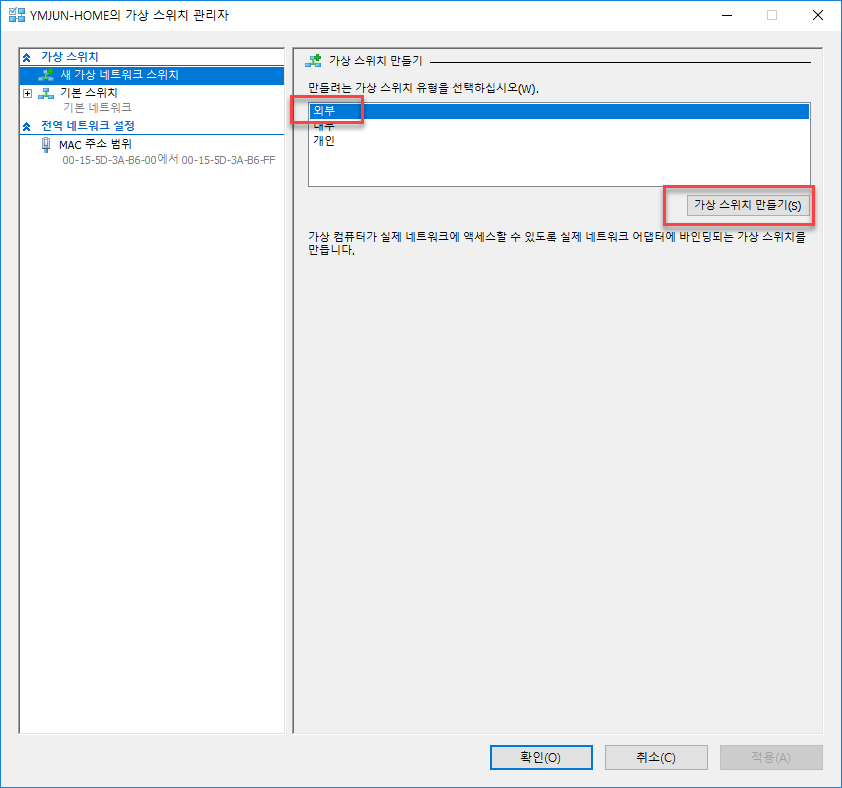 YMJUN-HOME의 가상 스위치 관리자
가상 스위치
새 가상 네트워크 스위치
기본 스위치
기본 네트워크
전역 네트워크 설정
MAC 주소 범위
00-15-5D-3A-B6-00에서 00-15-5D-3A-B6-FF
가상 스위치 만들기
만들려는 가상 스위치 유형을 선택하십시오(W).
외부
내부
개인
가상 스위치 만들기(S)
가상 컴퓨터가 실제 네트워크에 액세스할 수 있도록 실제 네트워크 어댑터에 바인딩되는 가상 스위치를
만듭니다.
확인(O)
취소(C)
적용(A)